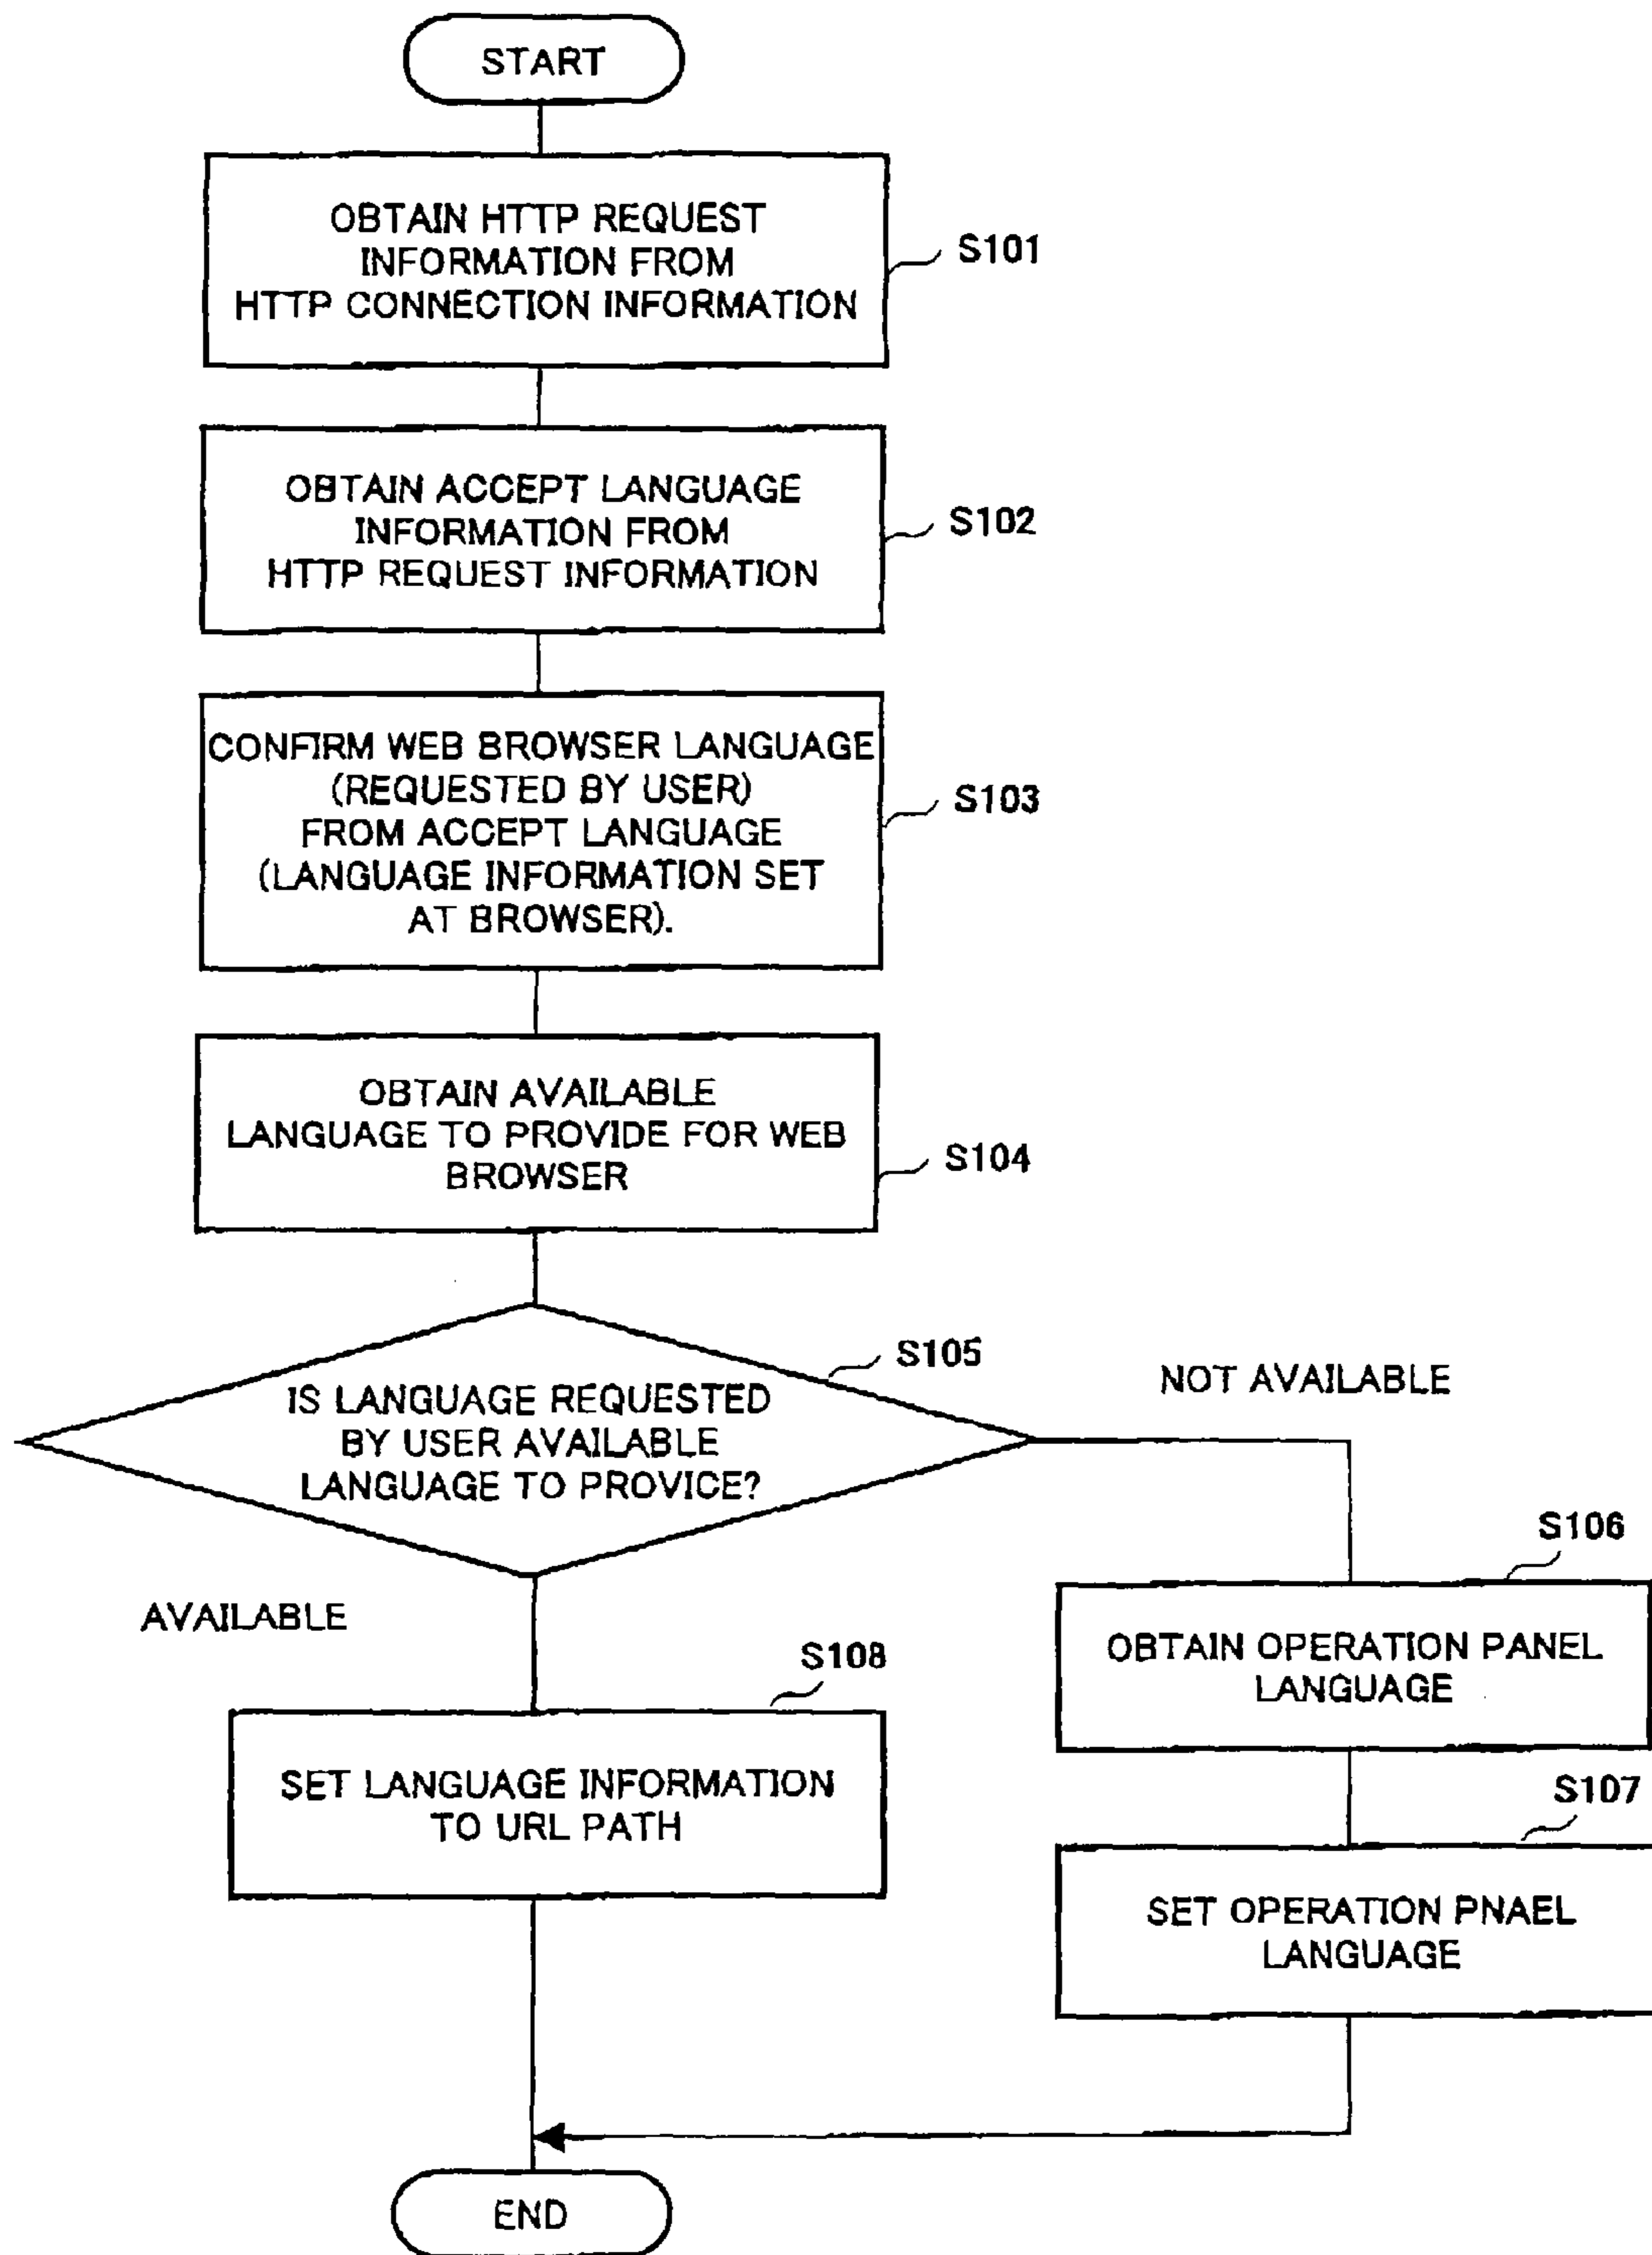 START
OBTAIN HTTP REQUEST
INFORMATION FROM
HTTP CONNECTION INFORMATION
S101
OBTAIN ACCEPT LANGUAGE
INFORMATION FROM
HTTP REQUEST INFORMATION
S102
CONFIRM WEB BROWSER LANGUAGE
(REQUESTED BY USER)
FROM ACCEPT LANGUAGE
(LANGUAGE INFORMATION SET
AT BROWSER).
S103
OBTAIN AVAILABLE
LANGUAGE TO PROVIDE FOR WEB
BROWSER
S104
S105
IS LANGUAGE REQUESTED
BY USER AVAILABLE
LANGUAGE TO PROVICE?
NOT AVAILABLE
S106
OBTAIN OPERATION PANEL
LANGUAGE
S107
SET OPERATION PNAEL
LANGUAGE
AVAILABLE
S108
SET LANGUAGE INFORMATION
TO URL PATH
END